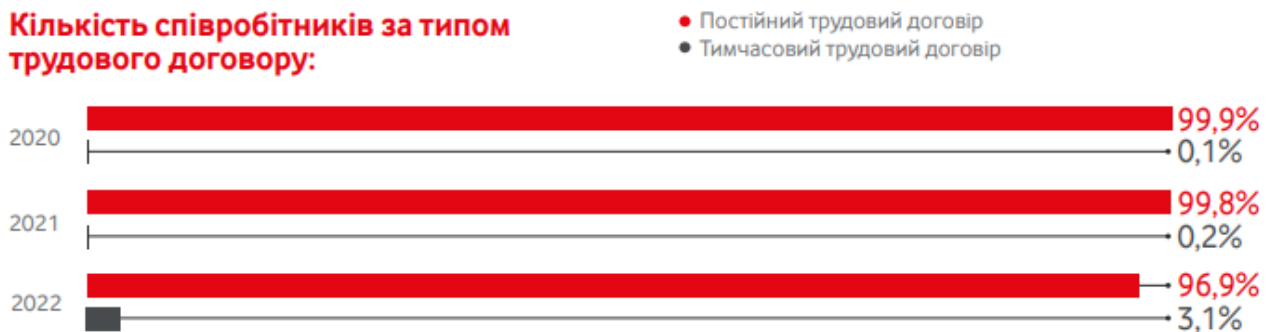 Кількість співробітників за типом
трудового договору:
Постійний трудовий договір
Тимчасовий трудовий договір
2020
99,9%
0,1%
2021
99,8%
0,2%
2022
96,9%
3,1%